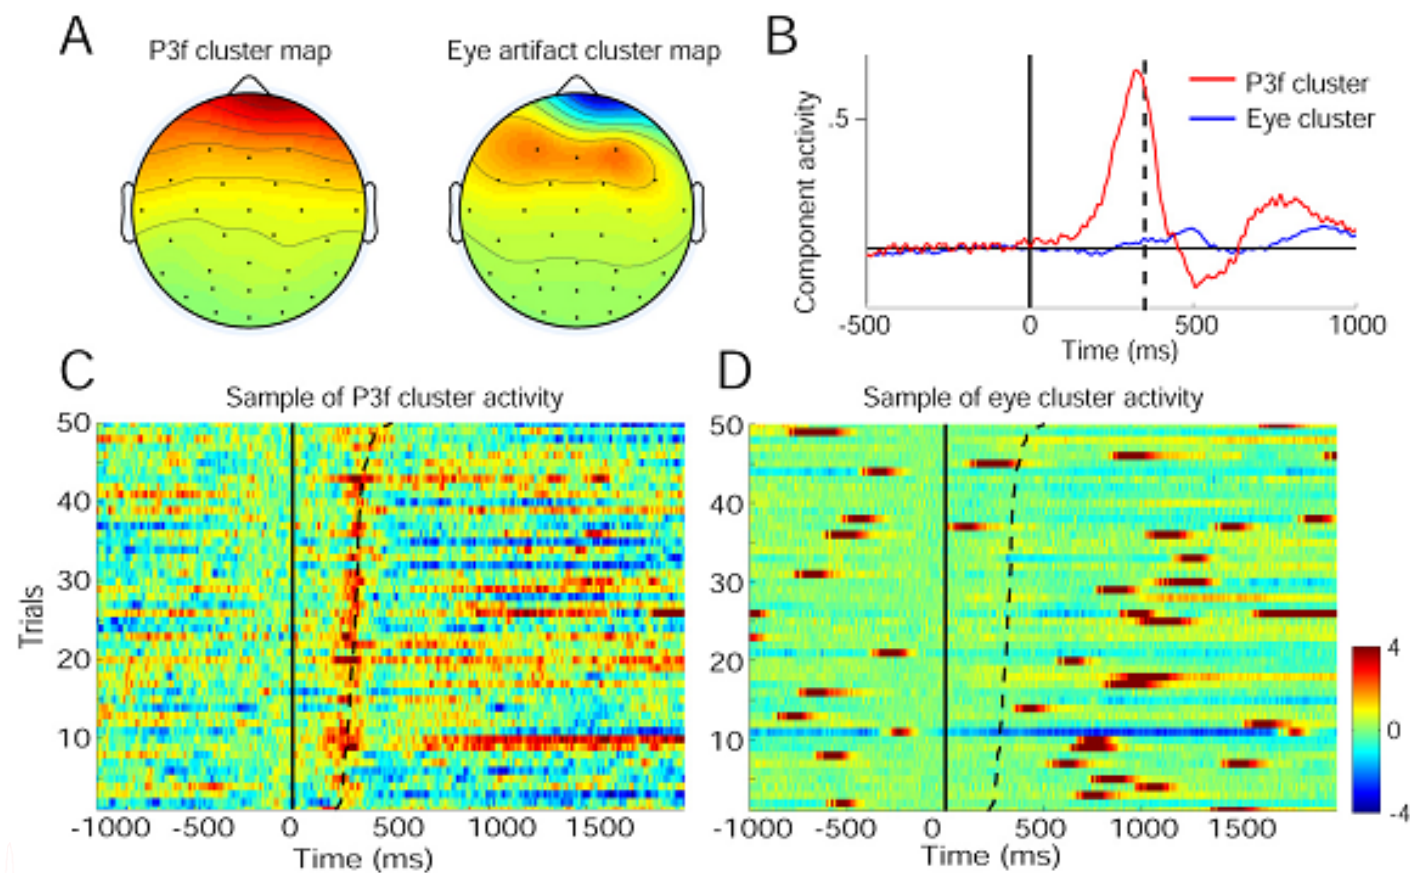 A
P3f cluster map
Eye artifact cluster map
B
P3f cluster
Eye cluster
.5
Component activity
-500 0 500 1000
Time (ms)
C
Sample of P3f cluster activity
50
40
30
20
10
Trials
-1000 -500 0 500 1000 1500
Time (ms)
D
Sample of eye cluster activity
50
40
30
20
10
-1000 -500 0 500 1000 1500
Time (ms)
4
0
-4